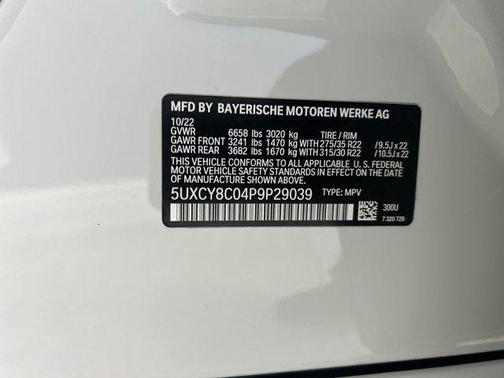 MFD BY BAYERISCHE MOTOREN WERKE AG
10/22
GVWR 6658 lbs 3020 kg TIRE / RIM
GAWR FRONT 3241 lbs 1470 kg WITH 275/35 R22 / 9.5J x 22
GAWR REAR 3682 lbs 1670 kg WITH 315/30 R22 / 10.5J x 22
THIS VEHICLE CONFORMS TO ALL APPLICABLE U. S. FEDERAL
MOTOR VEHICLE SAFETY STANDARDS IN EFFECT ON THE
DATE OF MANUFACTURE SHOWN ABOVE.
5UXCY8C04P9P29039 TYPE: MPV
300U
7 320 729